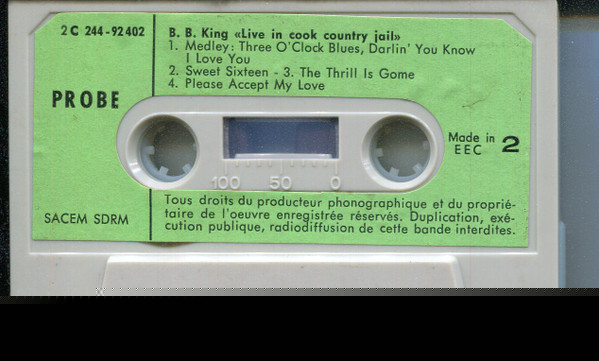 2 C 244-92402
B. B. King «Live in cook country jail»
1. Medley: Three O'Clock Blues, Darlin' You Know
I Love You
2. Sweet Sixteen - 3. The Thrill Is Gome
4. Please Accept My Love
PROBE
Made in
EEC
2
100 50 0
SACEM SDRM
Tous droits du producteur phonographique et du proprié-
taire de l'oeuvre enregistrée réservés. Duplication, exé-
cution publique, radiodiffusion de cette bande interdites.